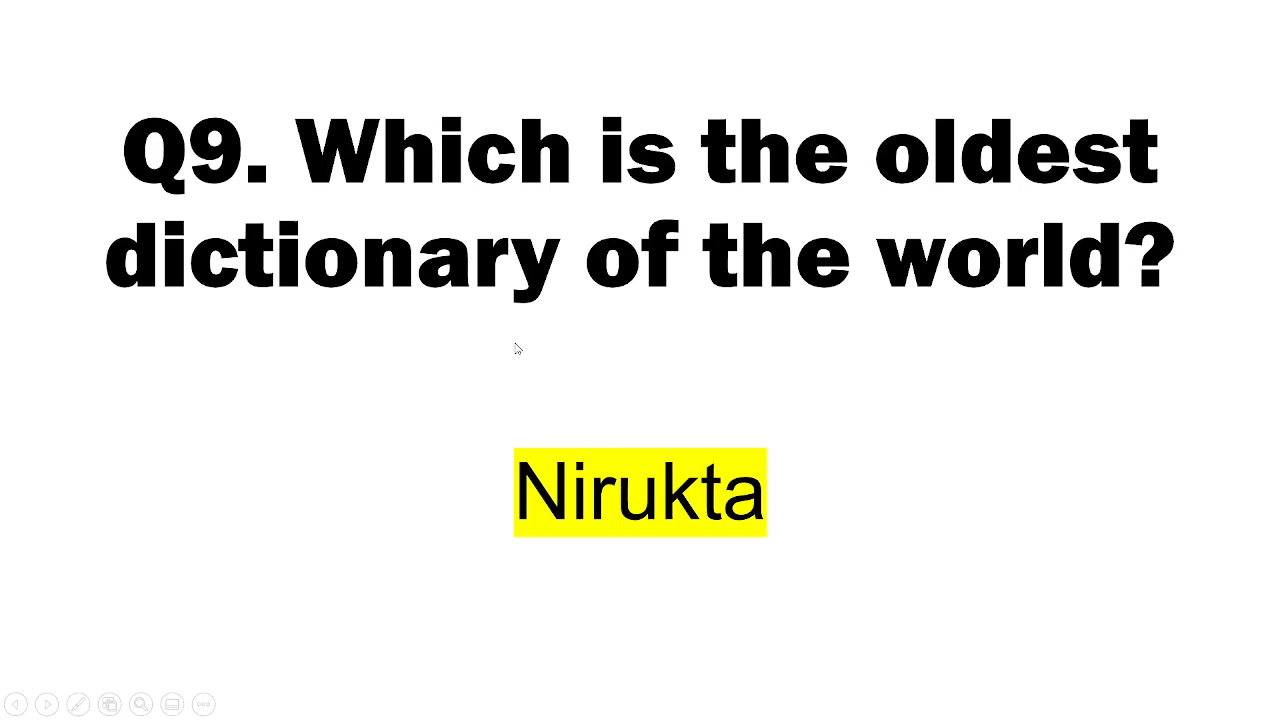 Q9. Which is the oldest
dictionary of the world?
Nirukta